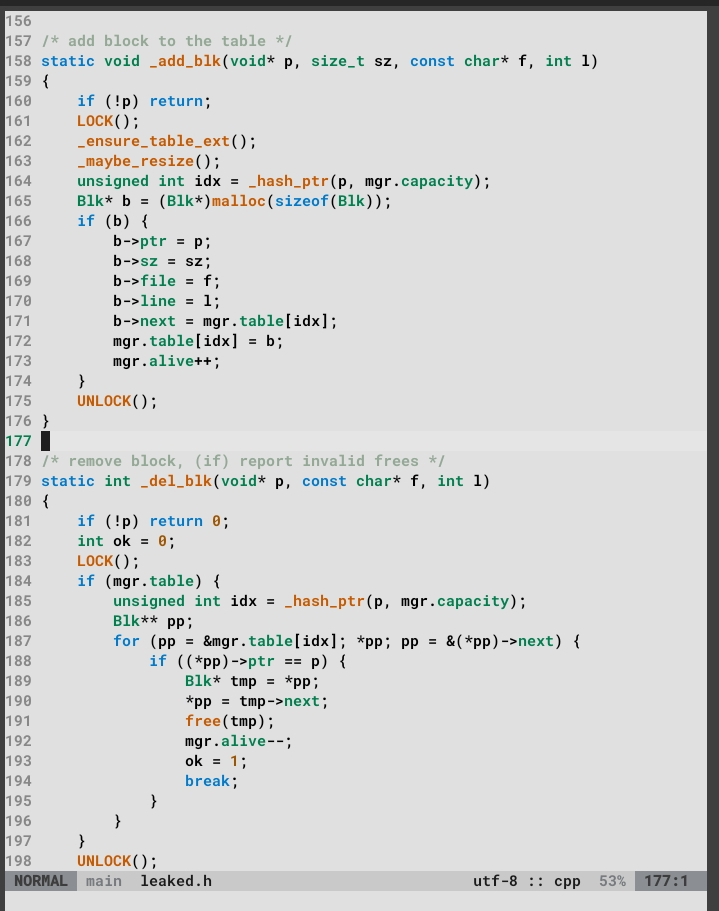 156
157 /* add block to the table */
158 static void _add_blk(void* p, size_t sz, const char* f, int l)
159 {
160     if (!p) return;
161     LOCK();
162     _ensure_table_ext();
163     _maybe_resize();
164     unsigned int idx = _hash_ptr(p, mgr.capacity);
165     Blk* b = (Blk*)malloc(sizeof(Blk));
166     if (b) {
167         b->ptr = p;
168         b->sz = sz;
169         b->file = f;
170         b->line = l;
171         b->next = mgr.table[idx];
172         mgr.table[idx] = b;
173         mgr.alive++;
174     }
175     UNLOCK();
176 }
177
178 /* remove block, (if) report invalid frees */
179 static int _del_blk(void* p, const char* f, int l)
180 {
181     if (!p) return 0;
182     int ok = 0;
183     LOCK();
184     if (mgr.table) {
185         unsigned int idx = _hash_ptr(p, mgr.capacity);
186         Blk** pp;
187         for (pp = &mgr.table[idx]; *pp; pp = &(*pp)->next) {
188             if ((*pp)->ptr == p) {
189                 Blk* tmp = *pp;
190                 *pp = tmp->next;
191                 free(tmp);
192                 mgr.alive--;
193                 ok = 1;
194                 break;
195             }
196         }
197     }
198     UNLOCK();
NORMAL main leaked.h utf-8 :: cpp 53% 177:1